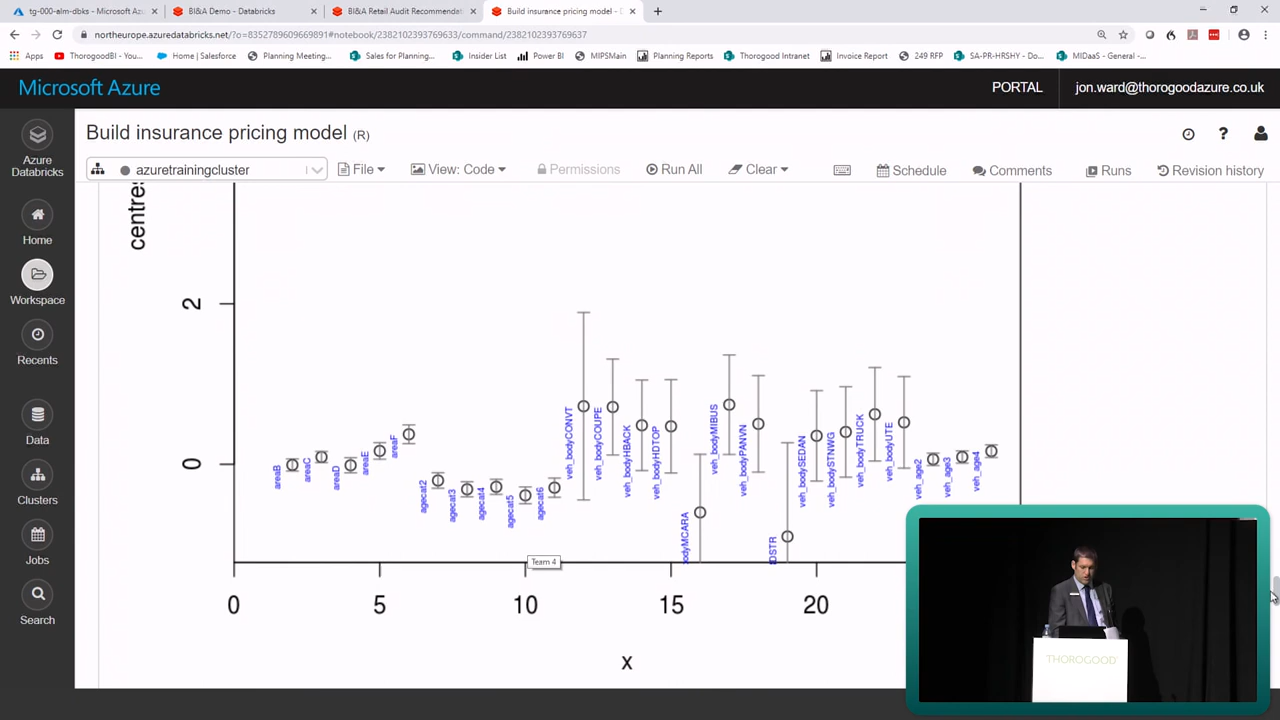 tg-000-alm-dbks - Microsoft Az
BI&A Demo - Databricks
BI&A Retail Audit Recommendat
Build insurance pricing model - D
northeurope.azuredatabricks.net/?o=8352789609669891#notebook/2382102393769633/command/2382102393769637
Apps
ThorogoodBI - You...
Home | Salesforce
Planning Meeting...
Sales for Planning...
Insider List
Power BI
MIPSMain
Planning Reports
Thorogood Intranet
Invoice Report
249 RFP
SA-PR-HRSHY - Do...
MIDaaS - General -...
Microsoft Azure
PORTAL
jon.ward@thorogoodazure.co.uk
Azure
Databricks
Home
Workspace
Recents
Data
Clusters
Jobs
Search
Build insurance pricing model (R)
azuretrainingcluster
File
View: Code
Permissions
Run All
Clear
Schedule
Comments
Runs
Revision history
centres
2
0
areaB
areaC
areaD
areaE
areaF
agecat2
agecat3
agecat4
agecat5
agecat6
veh_bodyCONVT
veh_bodyCOUPE
veh_bodyHBACK
veh_bodyHDTOP
odyMCARA
veh_bodyMIBUS
veh_bodyPANVN
DSTR
veh_bodySEDAN
veh_bodySTNWG
veh_bodyTRUCK
veh_bodyUTE
veh_age2
veh_age3
veh_age4
Team 4
0
5
10
15
20
x
THOROGOOD